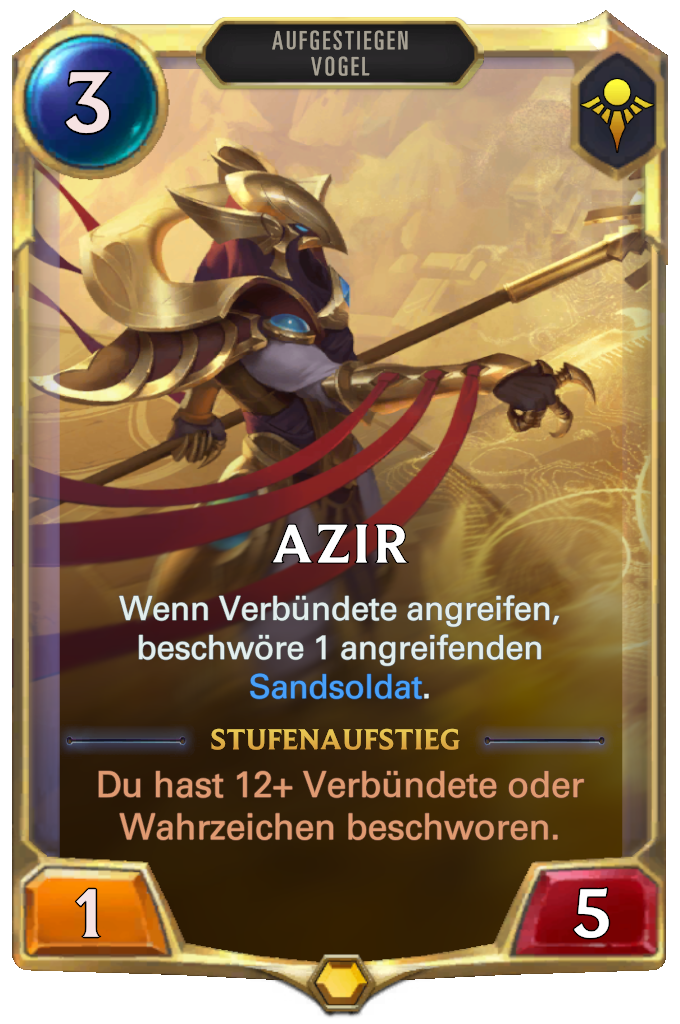 AUFGESTIEGEN
VOGEL
3
AZIR
Wenn Verbündete angreifen,
beschwöre 1 angreifenden
Sandsoldat.
STUFENAUFSTIEG
Du hast 12+ Verbündete oder
Wahrzeichen beschworen.
1
5